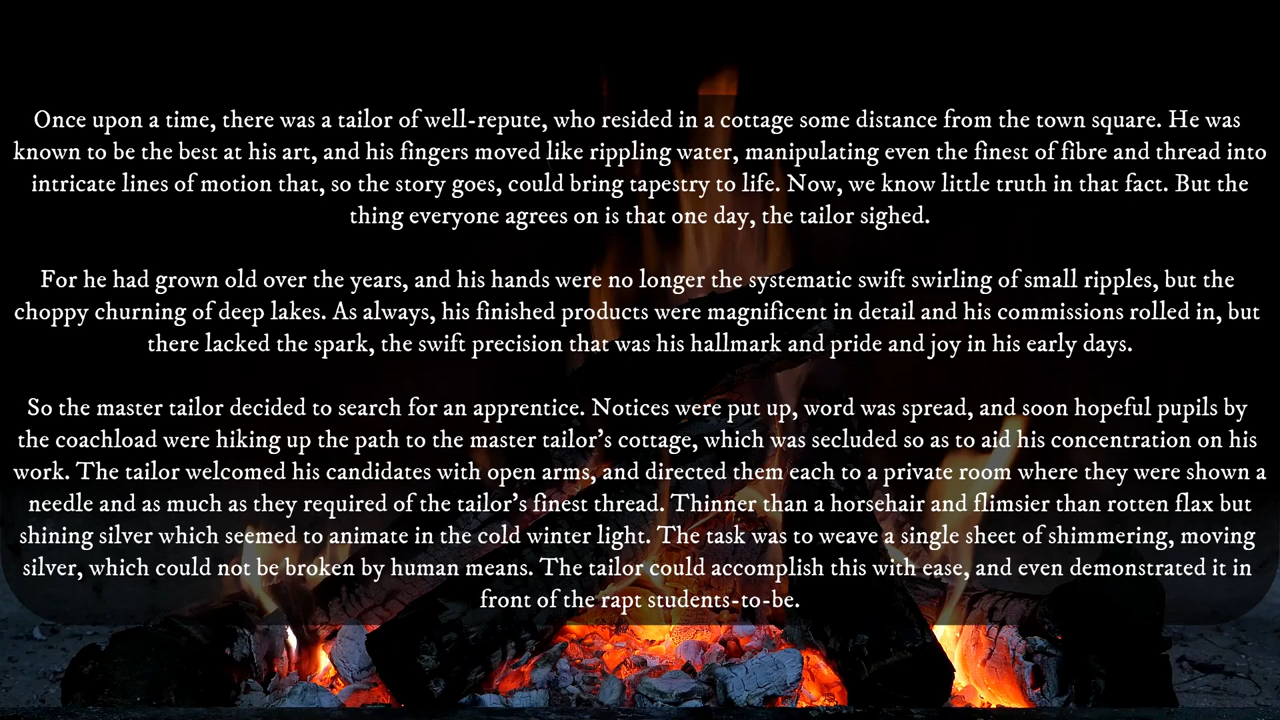 Once upon a time, there was a tailor of well-repute, who resided in a cottage some distance from the town square. He was
known to be the best at his art, and his fingers moved like rippling water, manipulating even the finest of fibre and thread into
intricate lines of motion that, so the story goes, could bring tapestry to life. Now, we know little truth in that fact. But the
thing everyone agrees on is that one day, the tailor sighed.
For he had grown old over the years, and his hands were no longer the systematic swift swirling of small ripples, but the
choppy churning of deep lakes. As always, his finished products were magnificent in detail and his commissions rolled in, but
there lacked the spark, the swift precision that was his hallmark and pride and joy in his early days.
So the master tailor decided to search for an apprentice. Notices were put up, word was spread, and soon hopeful pupils by
the coachload were hiking up the path to the master tailor's cottage, which was secluded so as to aid his concentration on his
work. The tailor welcomed his candidates with open arms, and directed them each to a private room where they were shown a
needle and as much as they required of the tailor's finest thread. Thinner than a horsehair and flimsier than rotten flax but
shining silver which seemed to animate in the cold winter light. The task was to weave a single sheet of shimmering, moving
silver, which could not be broken by human means. The tailor could accomplish this with ease, and even demonstrated it in
front of the rapt students-to-be.